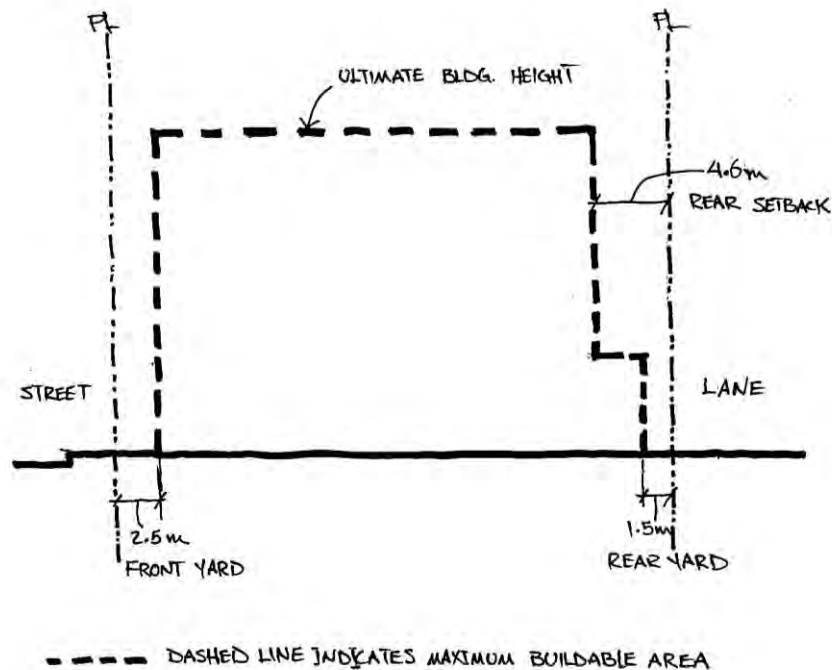 PL
PL
ULTIMATE BLDG. HEIGHT
4.6m
REAR SETBACK
STREET
LANE
2.5m
1.5m
FRONT YARD
REAR YARD
DASHED LINE INDICATES MAXIMUM BUILDABLE AREA